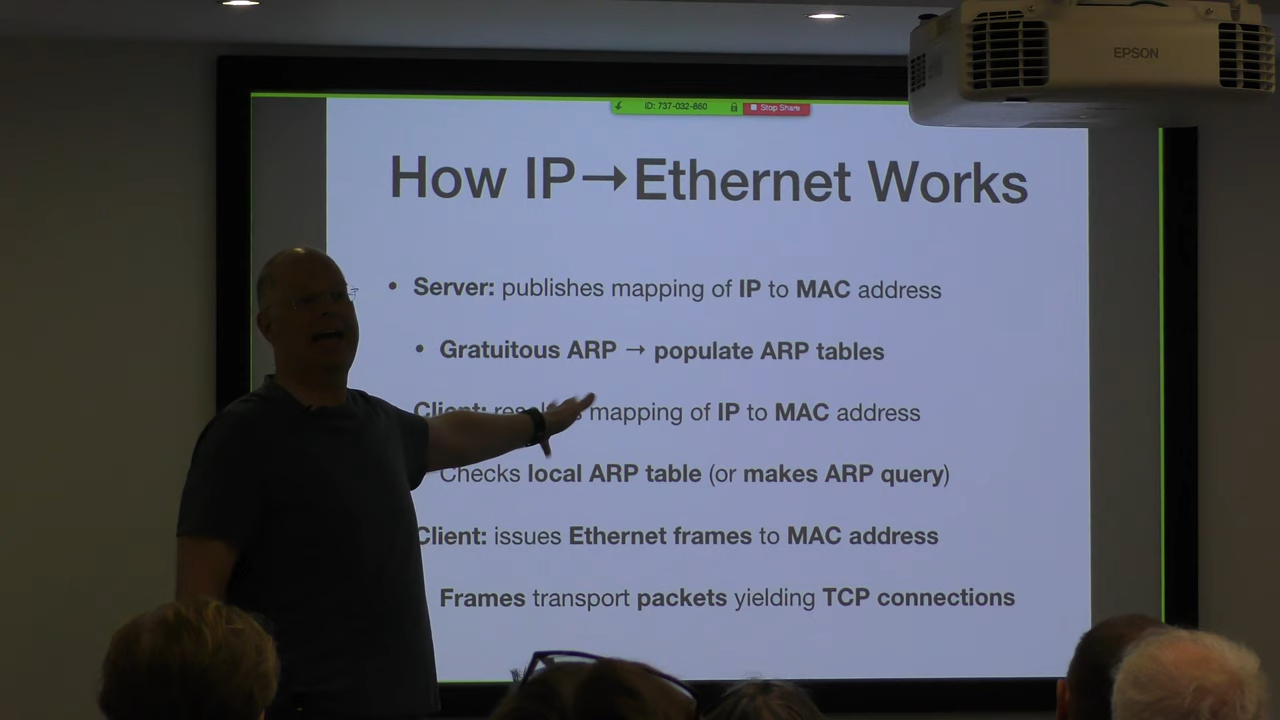 EPSON
ID: 737-032-860 Stop Share
How IP→Ethernet Works
• Server: publishes mapping of IP to MAC address
• Gratuitous ARP → populate ARP tables
Client: mapping of IP to MAC address
Checks local ARP table (or makes ARP query)
Client: issues Ethernet frames to MAC address
Frames transport packets yielding TCP connections